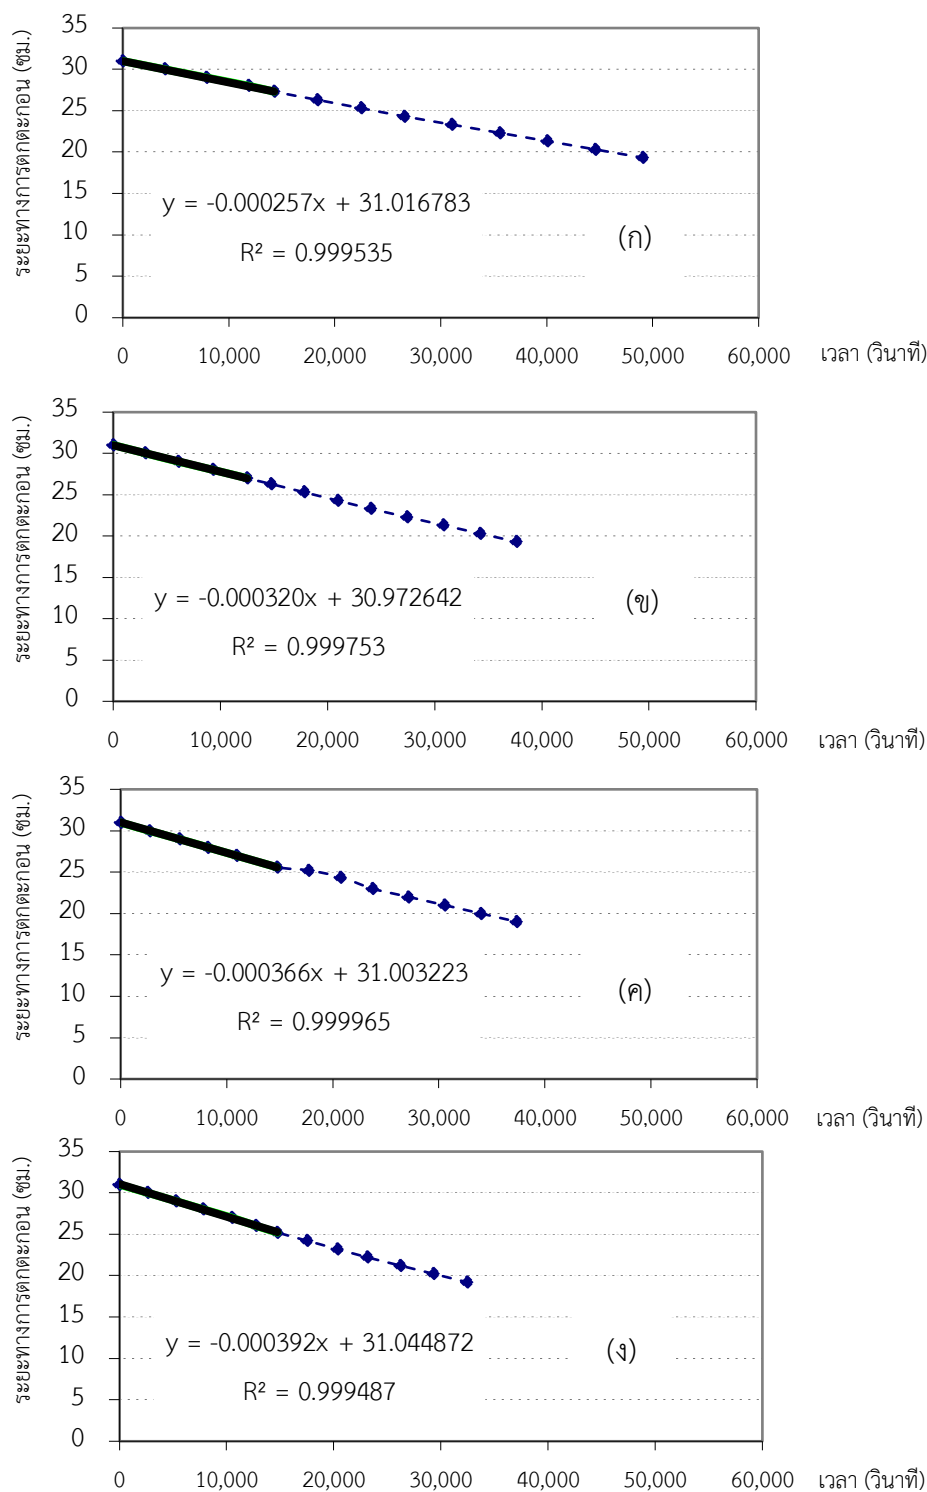 ระยะทางการตกตะกอน (ซม.)
35
30
25
20
15
10
5
0
y = -0.000257x + 31.016783
R² = 0.999535
(ก)
0 10,000 20,000 30,000 40,000 50,000 60,000 เวลา (วินาที)
ระยะทางการตกตะกอน (ซม.)
35
30
25
20
15
10
5
0
y = -0.000320x + 30.972642
R² = 0.999753
(ข)
0 10,000 20,000 30,000 40,000 50,000 60,000 เวลา (วินาที)
ระยะทางการตกตะกอน (ซม.)
35
30
25
20
15
10
5
0
y = -0.000366x + 31.003223
R² = 0.999965
(ค)
0 10,000 20,000 30,000 40,000 50,000 60,000 เวลา (วินาที)
ระยะทางการตกตะกอน (ซม.)
35
30
25
20
15
10
5
0
y = -0.000392x + 31.044872
R² = 0.999487
(ง)
0 10,000 20,000 30,000 40,000 50,000 60,000 เวลา (วินาที)